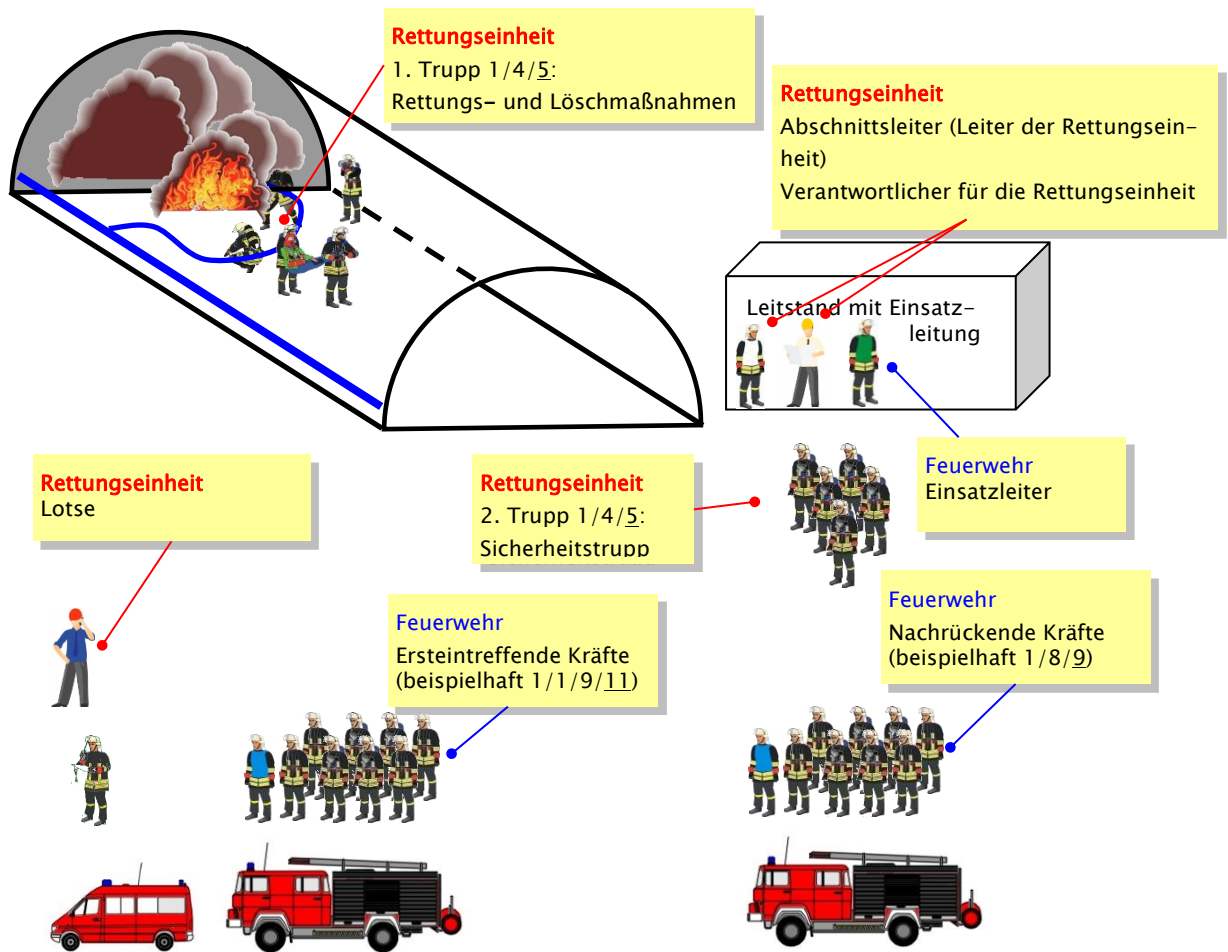 Rettungseinheit
1. Trupp 1/4/5:
Rettungs- und Löschmaßnahmen
Rettungseinheit
Abschnittsleiter (Leiter der Rettungsein-
heit)
Verantwortlicher für die Rettungseinheit
Leitstand mit Einsatz-
leitung
Rettungseinheit
Lotse
Rettungseinheit
2. Trupp 1/4/5:
Sicherheitstrupp
Feuerwehr
Einsatzleiter
Feuerwehr
Ersteintreffende Kräfte
(beispielhaft 1/1/9/11)
Feuerwehr
Nachrückende Kräfte
(beispielhaft 1/8/9)